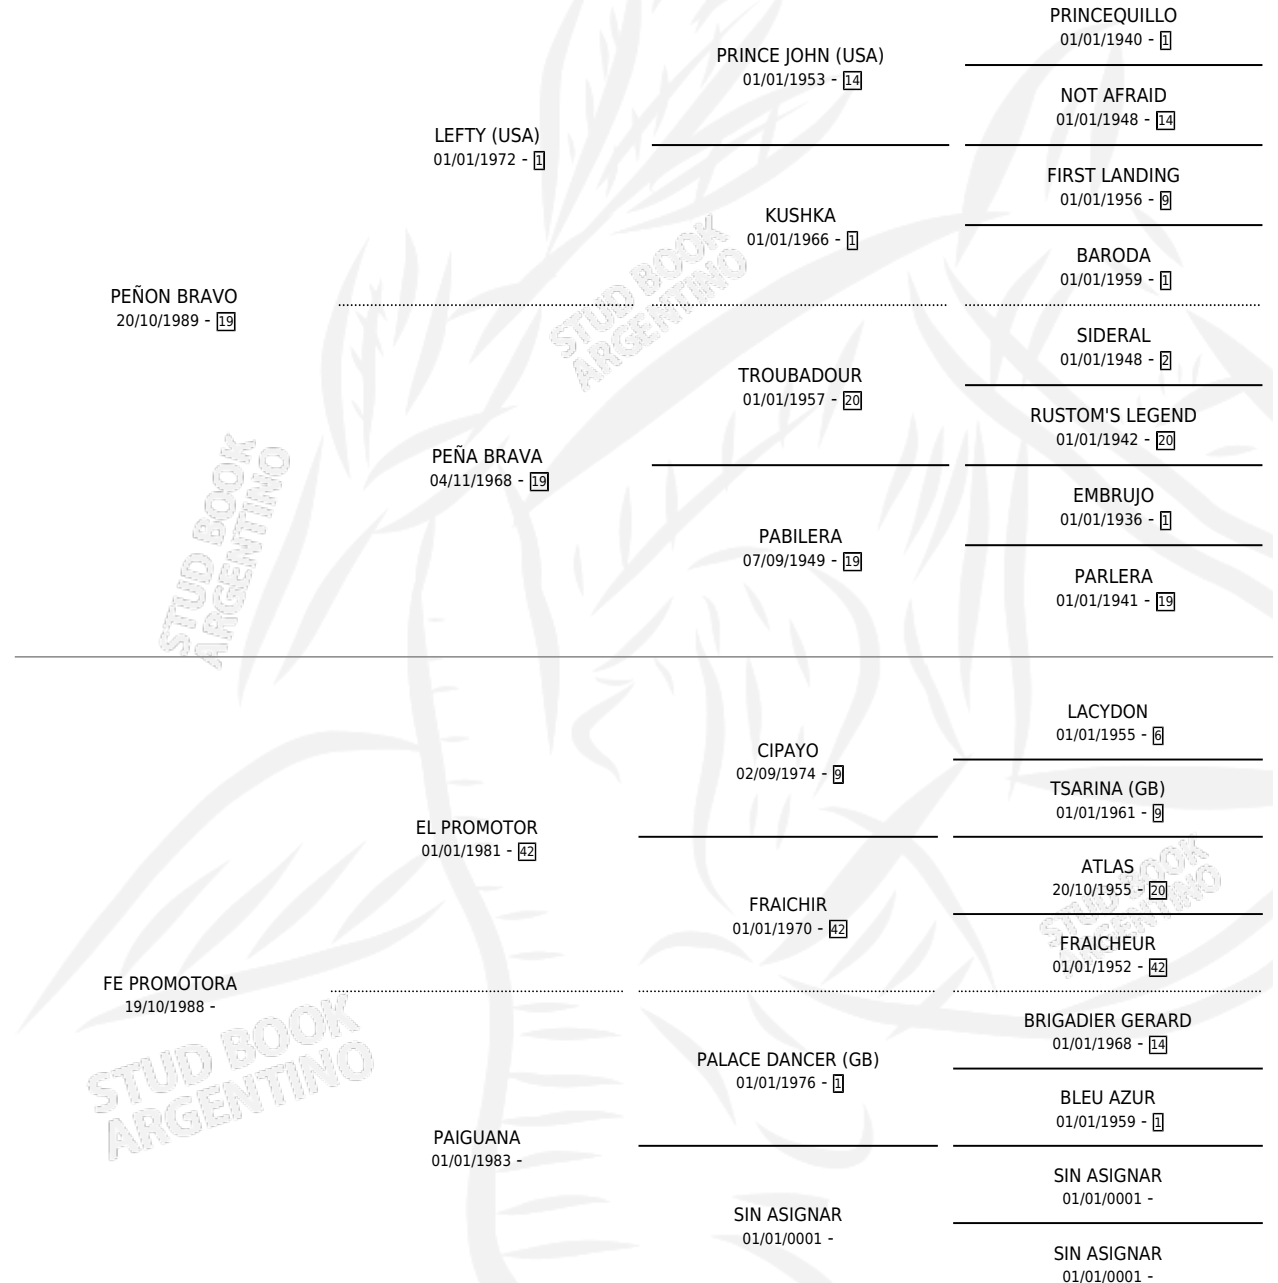 PRINCEQUILLO
01/01/1940 - 1
PRINCE JOHN (USA)
01/01/1953 - 14
NOT AFRAID
01/01/1948 - 14
LEFTY (USA)
01/01/1972 - 1
FIRST LANDING
01/01/1956 - 9
KUSHKA
01/01/1966 - 1
BARODA
01/01/1959 - 1
PEÑON BRAVO
20/10/1989 - 19
SIDERAL
01/01/1948 - 2
TROUBADOUR
01/01/1957 - 20
RUSTOM'S LEGEND
01/01/1942 - 20
PEÑA BRAVA
04/11/1968 - 19
EMBRUJO
01/01/1936 - 1
PABILERA
07/09/1949 - 19
PARLERA
01/01/1941 - 19
LACYDON
01/01/1955 - 6
CIPAYO
02/09/1974 - 9
TSARINA (GB)
01/01/1961 - 9
EL PROMOTOR
01/01/1981 - 42
ATLAS
20/10/1955 - 20
FRAICHIR
01/01/1970 - 42
FRAICHEUR
01/01/1952 - 42
FE PROMOTORA
19/10/1988 -
BRIGADIER GERARD
01/01/1968 - 14
PALACE DANCER (GB)
01/01/1976 - 1
BLEU AZUR
01/01/1959 - 1
PAIGUANA
01/01/1983 -
SIN ASIGNAR
01/01/0001 -
SIN ASIGNAR
01/01/0001 -
SIN ASIGNAR
01/01/0001 -
STUD BOOK
ARGENTINO
STUD BOOK
ARGENTINO
STUD BOOK
ARGENTINO
STUD BOOK
ARGENTINO